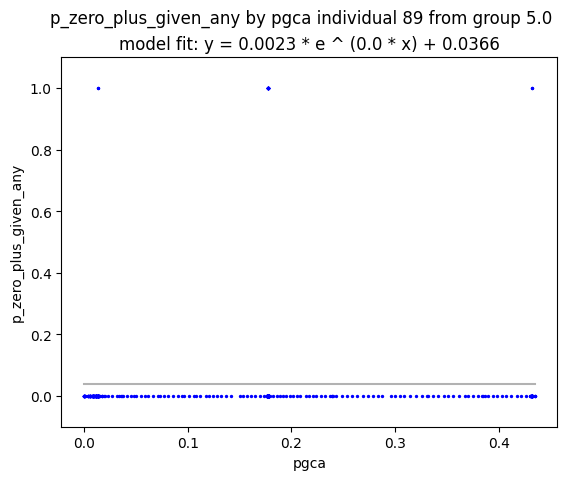 p_zero_plus_given_any by pgca individual 89 from group 5.0
model fit: y = 0.0023 * e ^ (0.0 * x) + 0.0366
1.0
0.8
0.6
0.4
0.2
0.0
p_zero_plus_given_any
0.0 0.1 0.2 0.3 0.4
pgca